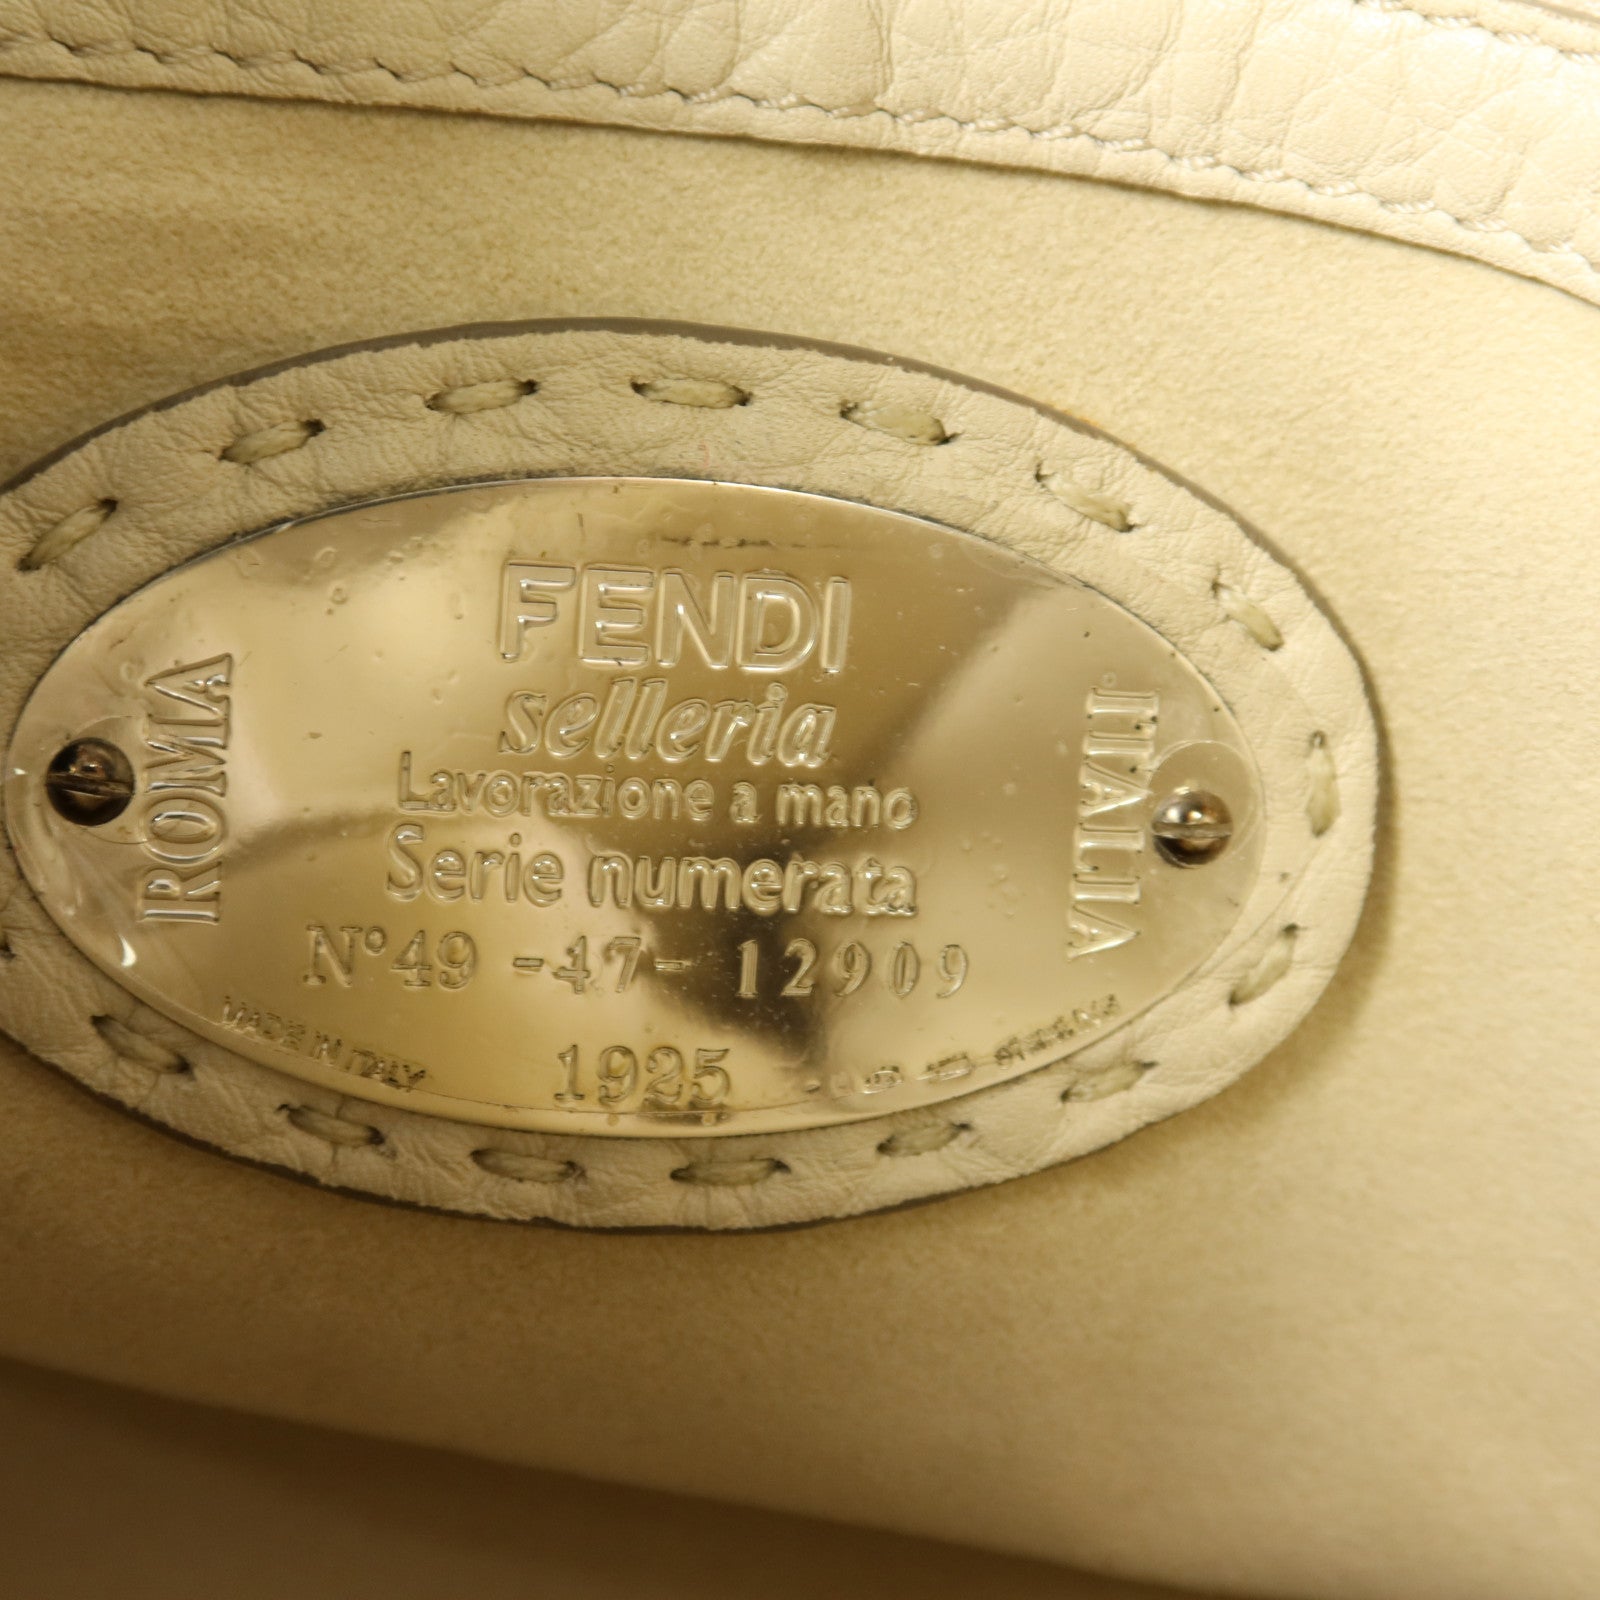 FENDI
selleria
Lavorazione a mano
Serie numerata
N° 49 -47- 12909
1925
ROMA
ITALIA
MADE IN ITALY